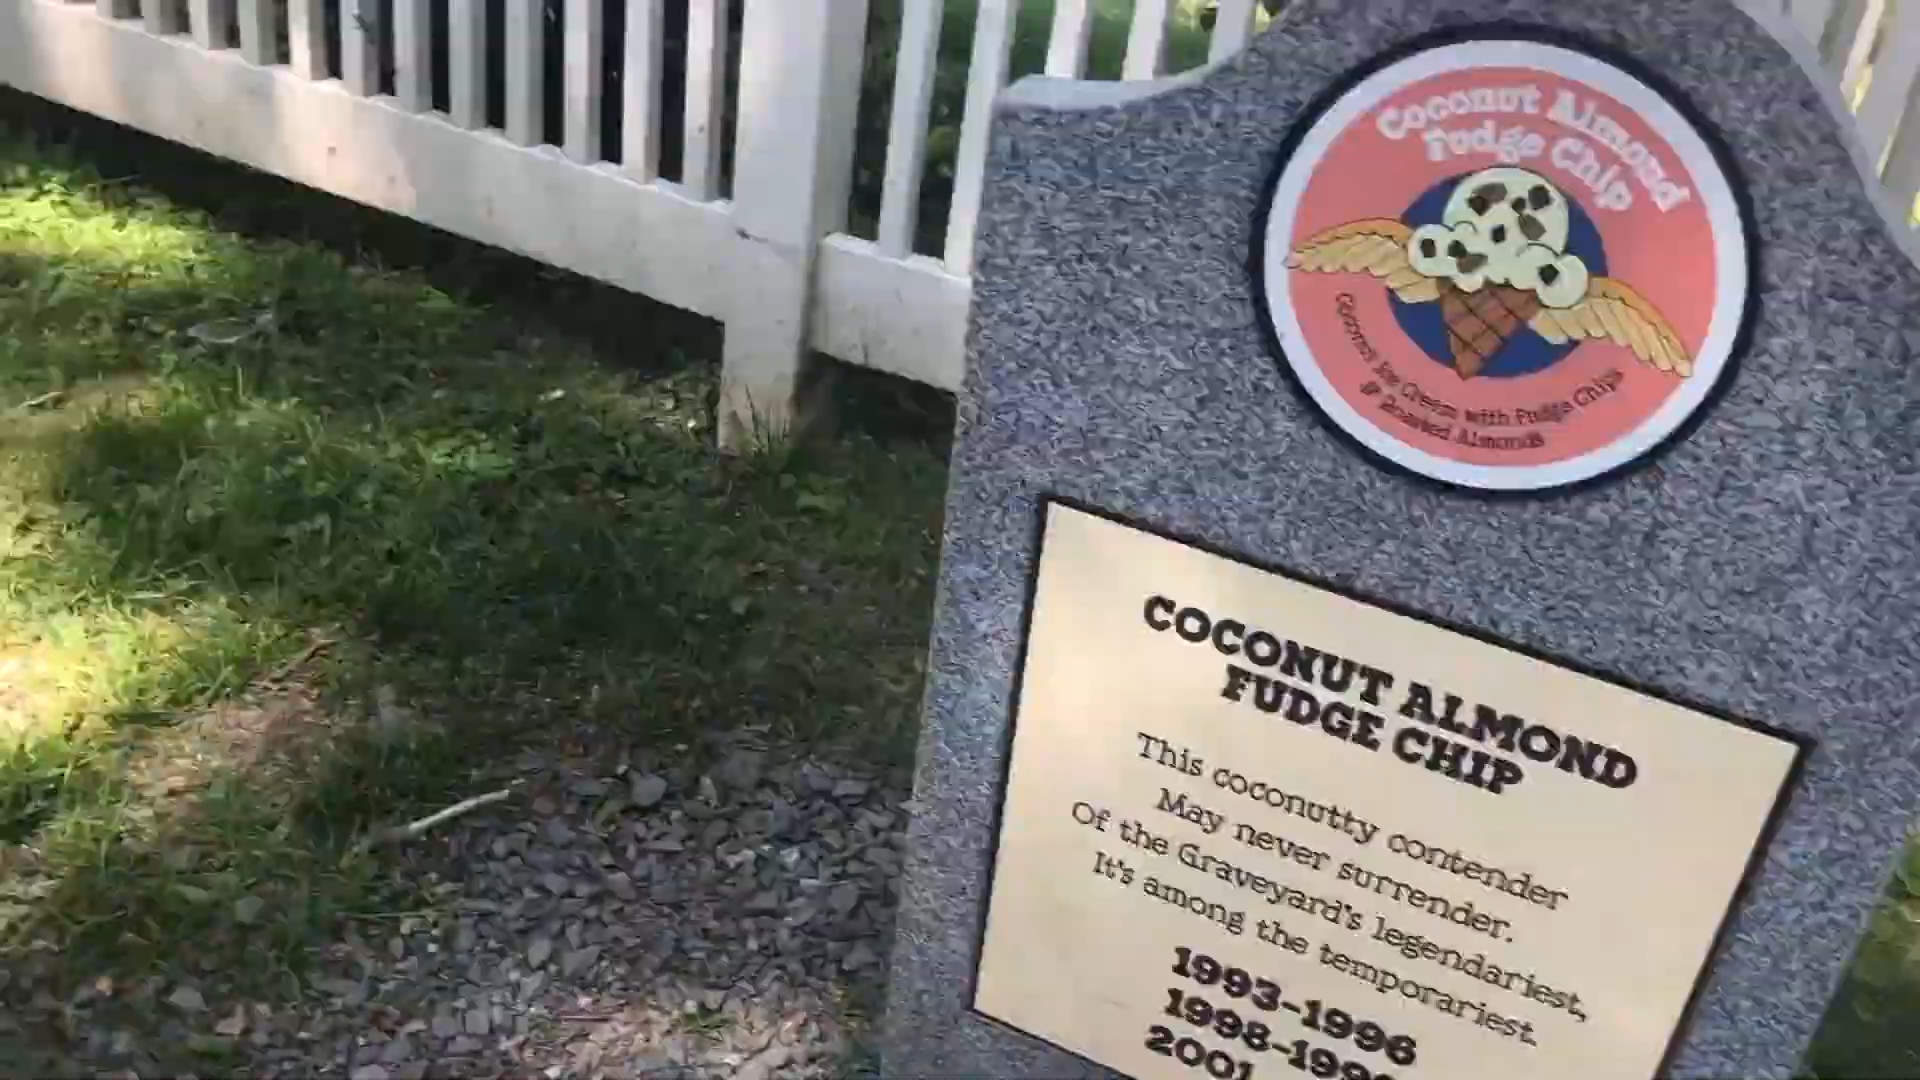 Coconut Almond
Fudge Chip
Coconut Ice Cream with Fudge Chips
& Roasted Almonds
COCONUT ALMOND
FUDGE CHIP
This coconutty contender
May never surrender.
Of the Graveyard's legendariest,
It's among the temporariest.
1993-1996
1998-199
2001